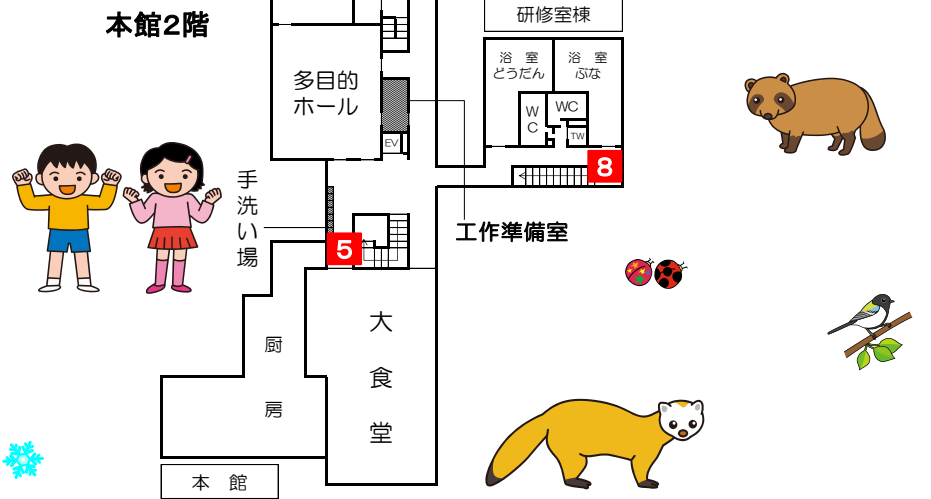 本館2階
研修室棟
浴室
どうだん
浴室
ぶな
多目的
ホール
WC
WC
TW
EV
8
手洗い場
工作準備室
5
大食堂
厨房
本館